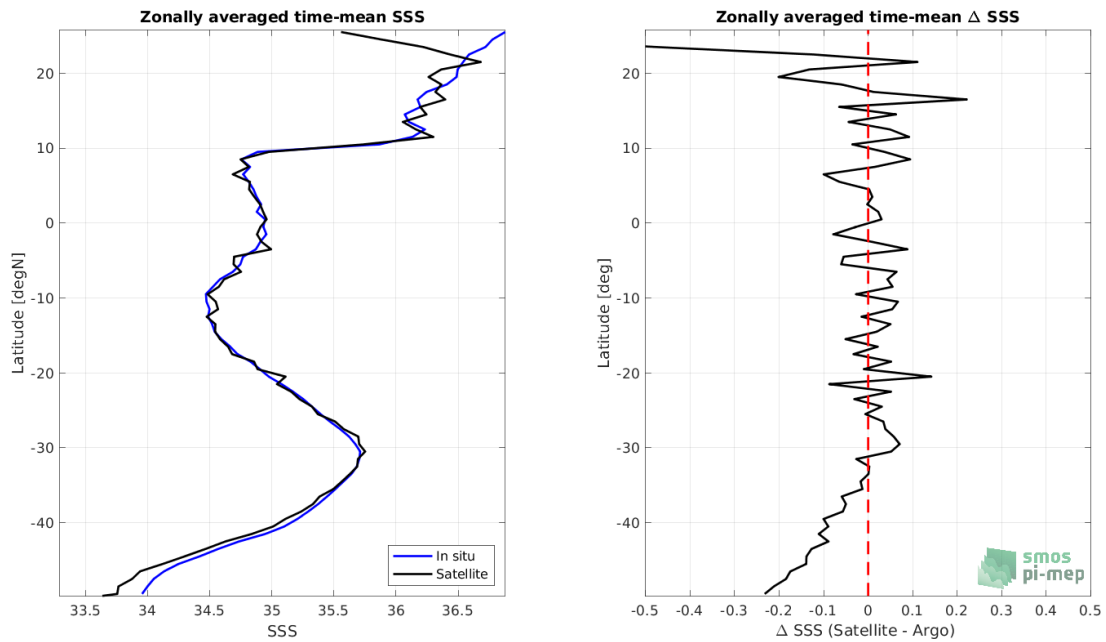 Zonally averaged time-mean SSS
20
10
0
-10
-20
-30
-40
Latitude [degN]
33.5 34 34.5 35 35.5 36 36.5
SSS
In situ
Satellite
Zonally averaged time-mean Δ SSS
20
10
0
-10
-20
-30
-40
Latitude [deg]
-0.5 -0.4 -0.3 -0.2 -0.1 0 0.1 0.2 0.3 0.4 0.5
Δ SSS (Satellite - Argo)
smos
pi-mep